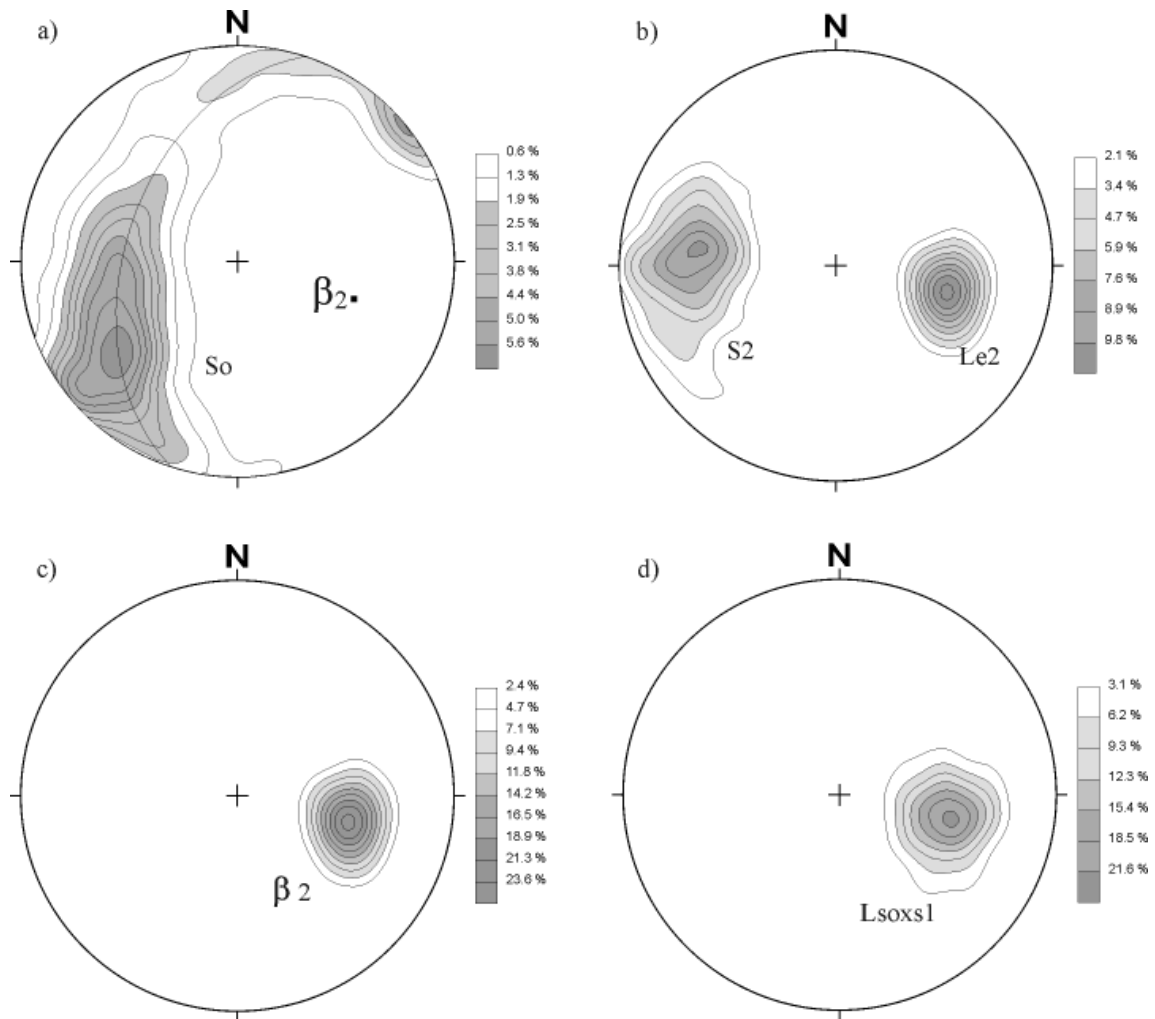 a)
N
So
β2
0.6 %
1.3 %
1.9 %
2.5 %
3.1 %
3.8 %
4.4 %
5.0 %
5.6 %
b)
N
S2
Le2
2.1 %
3.4 %
4.7 %
5.9 %
7.6 %
8.9 %
9.8 %
c)
N
β 2
2.4 %
4.7 %
7.1 %
9.4 %
11.8 %
14.2 %
16.5 %
18.9 %
21.3 %
23.6 %
d)
N
Lsoxs1
3.1 %
6.2 %
9.3 %
12.3 %
15.4 %
18.5 %
21.6 %